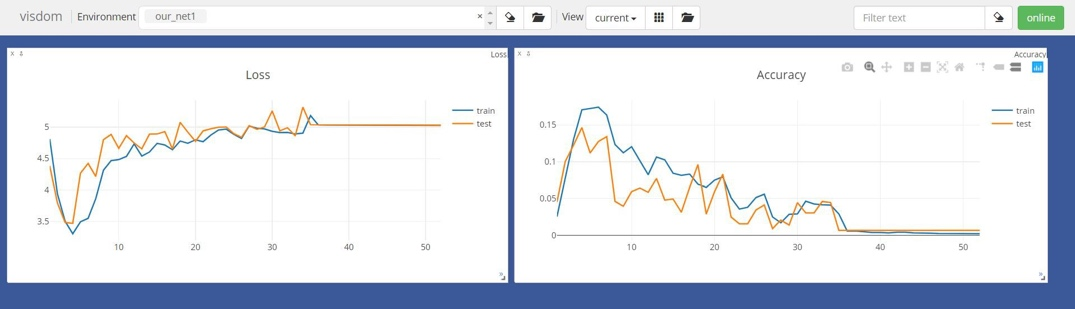 visdom Environment our_net1 × View current Filter text online
x Loss
Loss
train
test
5
4.5
4
3.5
10 20 30 40 50
x Accuracy
Accuracy
train
test
0.15
0.1
0.05
0
10 20 30 40 50